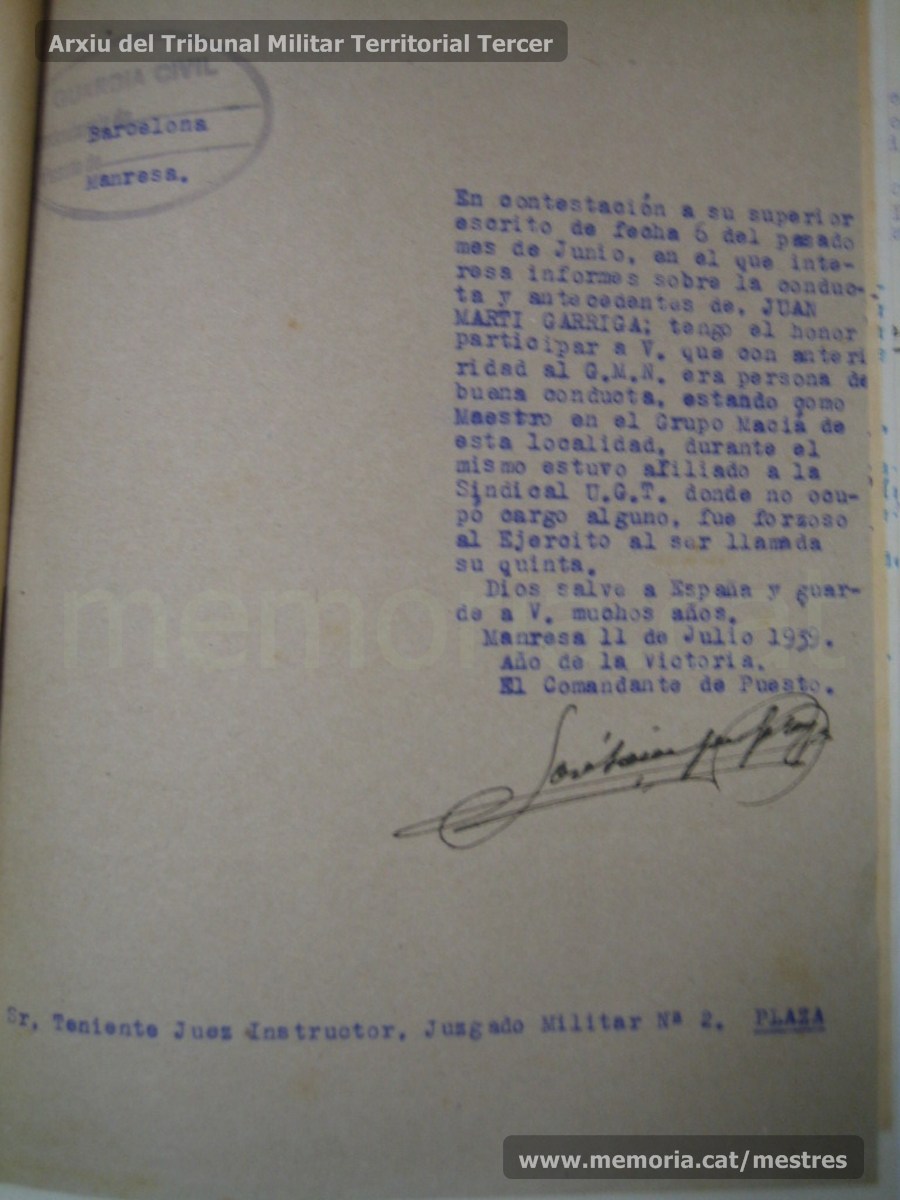 Arxiu del Tribunal Militar Territorial Tercer
GUARDIA CIVIL
Barcelona
Manresa.
En contestación a su superior
escrito de fecha 6 del pasado
mes de Junio, en el que inte-
resa informes sobre la conduc-
ta y antecedentes de, JUAN
MARTI GARRIGA; tengo el honor
participar a V. que con anteri
ridad al G.M.N. era persona de
buena conducta, estando como
Maestro en el Grupo Maciá de
esta localidad, durante el
mismo estuvo afiliado a la
Sindical U.G.T. donde no ocu-
pó cargo alguno, fue forzoso
al Ejercito al ser llamada
su quinta.
Dios salve a España y guar-
de a V. muchos años.
Manresa 11 de Julio 1939.
Año de la Victoria.
El Comandante de Puesto.
memoria.cat
Sr, Teniente Juez Instructor, Juzgado Militar Nª 2. PLAZA
www.memoria.cat/mestres